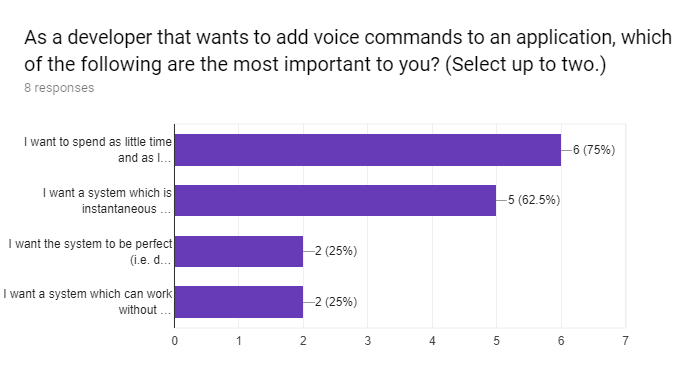 As a developer that wants to add voice commands to an application, which
of the following are the most important to you? (Select up to two.)
8 responses
I want to spend as little time
and as l…
6 (75%)
I want a system which is
instantaneous …
5 (62.5%)
I want the system to be perfect
(i.e. d…
2 (25%)
I want a system which can work
without …
2 (25%)
0 1 2 3 4 5 6 7